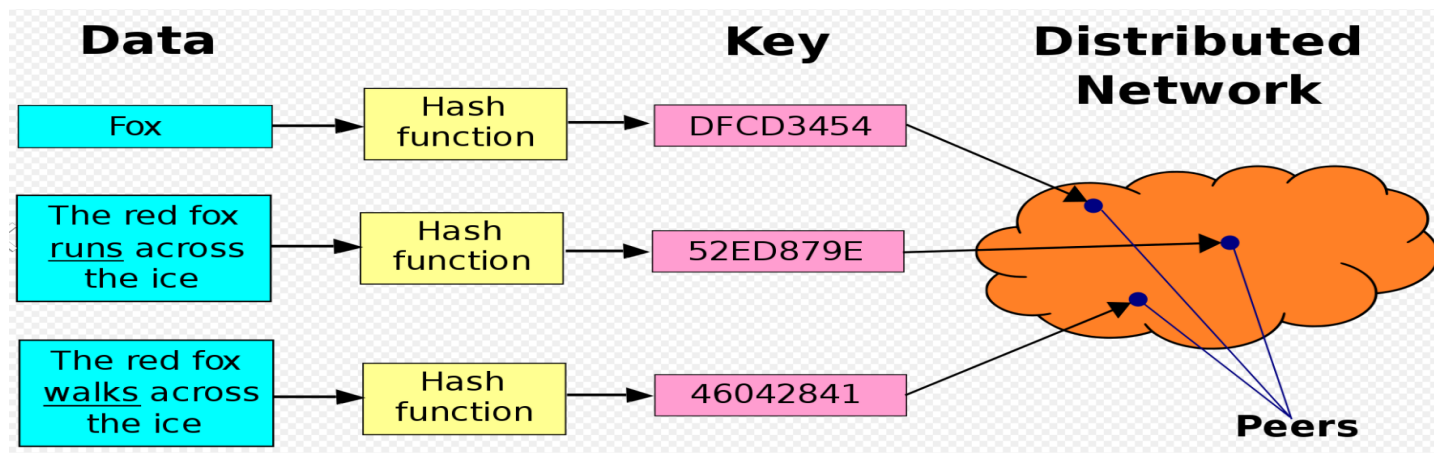 Data
Key
Distributed
Network
Fox
Hash
function
DFCD3454
The red fox
runs across
the ice
Hash
function
52ED879E
The red fox
walks across
the ice
Hash
function
46042841
Peers